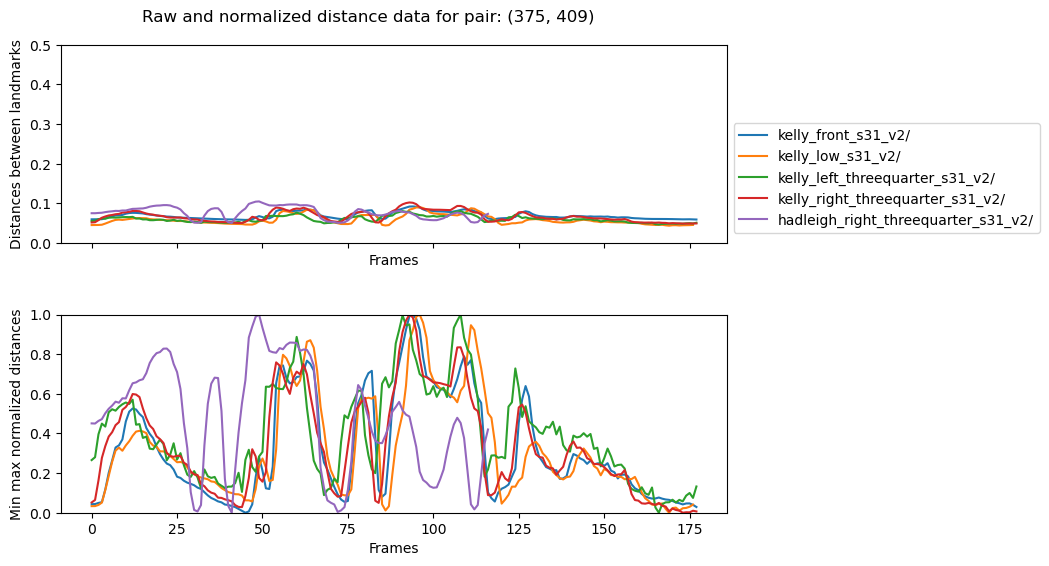 Raw and normalized distance data for pair: (375, 409)
Distances between landmarks
0.5
0.4
0.3
0.2
0.1
0.0
Frames
kelly_front_s31_v2/
kelly_low_s31_v2/
kelly_left_threequarter_s31_v2/
kelly_right_threequarter_s31_v2/
hadleigh_right_threequarter_s31_v2/
Min max normalized distances
1.0
0.8
0.6
0.4
0.2
0.0
0 25 50 75 100 125 150 175
Frames